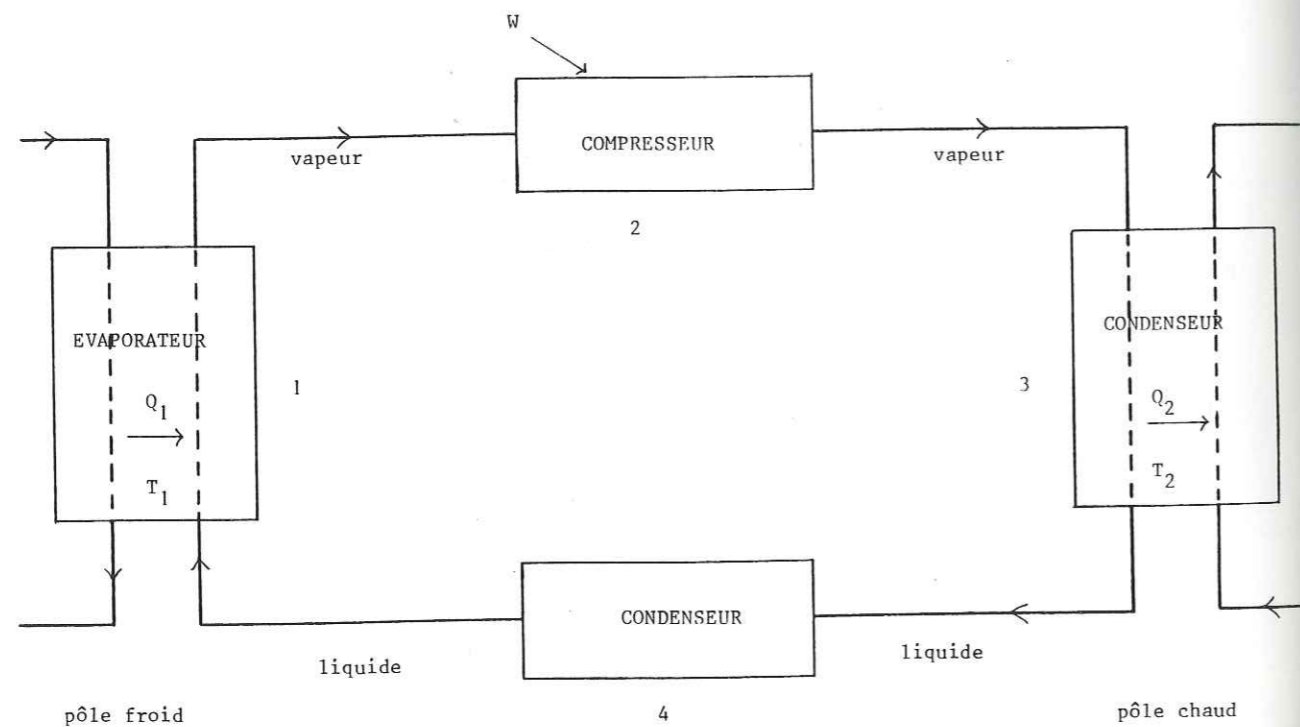 W
COMPRESSEUR
vapeur
vapeur
2
EVAPORATEUR
CONDENSEUR
1
3
Q1
Q2
T1
T2
CONDENSEUR
liquide
liquide
pôle froid
4
pôle chaud